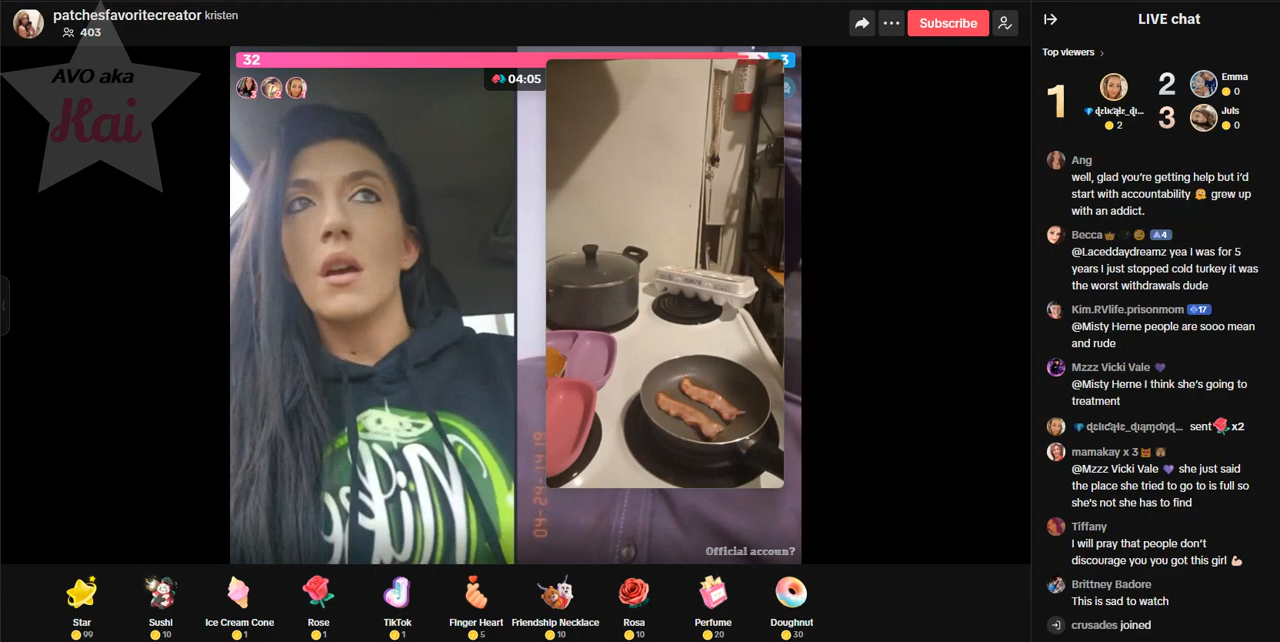 patchesfavoritecreator kristen
403
Subscribe
LIVE chat
AVO aka
Kai
32
3
04:05
Top viewers
1
2
2
Emma
0
3
Juls
0
Ang
well, glad you're getting help but i'd
start with accountability 🤗 grew up
with an addict.
Becca
4
@Laceddaydreamz yea I was for 5
years I just stopped cold turkey it was
the worst withdrawals dude
Kim.RVlife.prisonmom
17
@Misty Herne people are sooo mean
and rude
Mzzz Vicki Vale 💜
@Misty Herne I think she's going to
treatment
sent 🌹 x2
mamakay x 3
@Mzzz Vicki Vale 💜 she just said
the place she tried to go to is full so
she's not she has to find
Tiffany
I will pray that people don't
discourage you you got this girl 💪🏻
Brittney Badore
This is sad to watch
crusades joined
04-24-1419
Official accoun?
Star
99
Sushi
10
Ice Cream Cone
1
Rose
1
TikTok
1
Finger Heart
5
Friendship Necklace
10
Rosa
10
Perfume
20
Doughnut
30